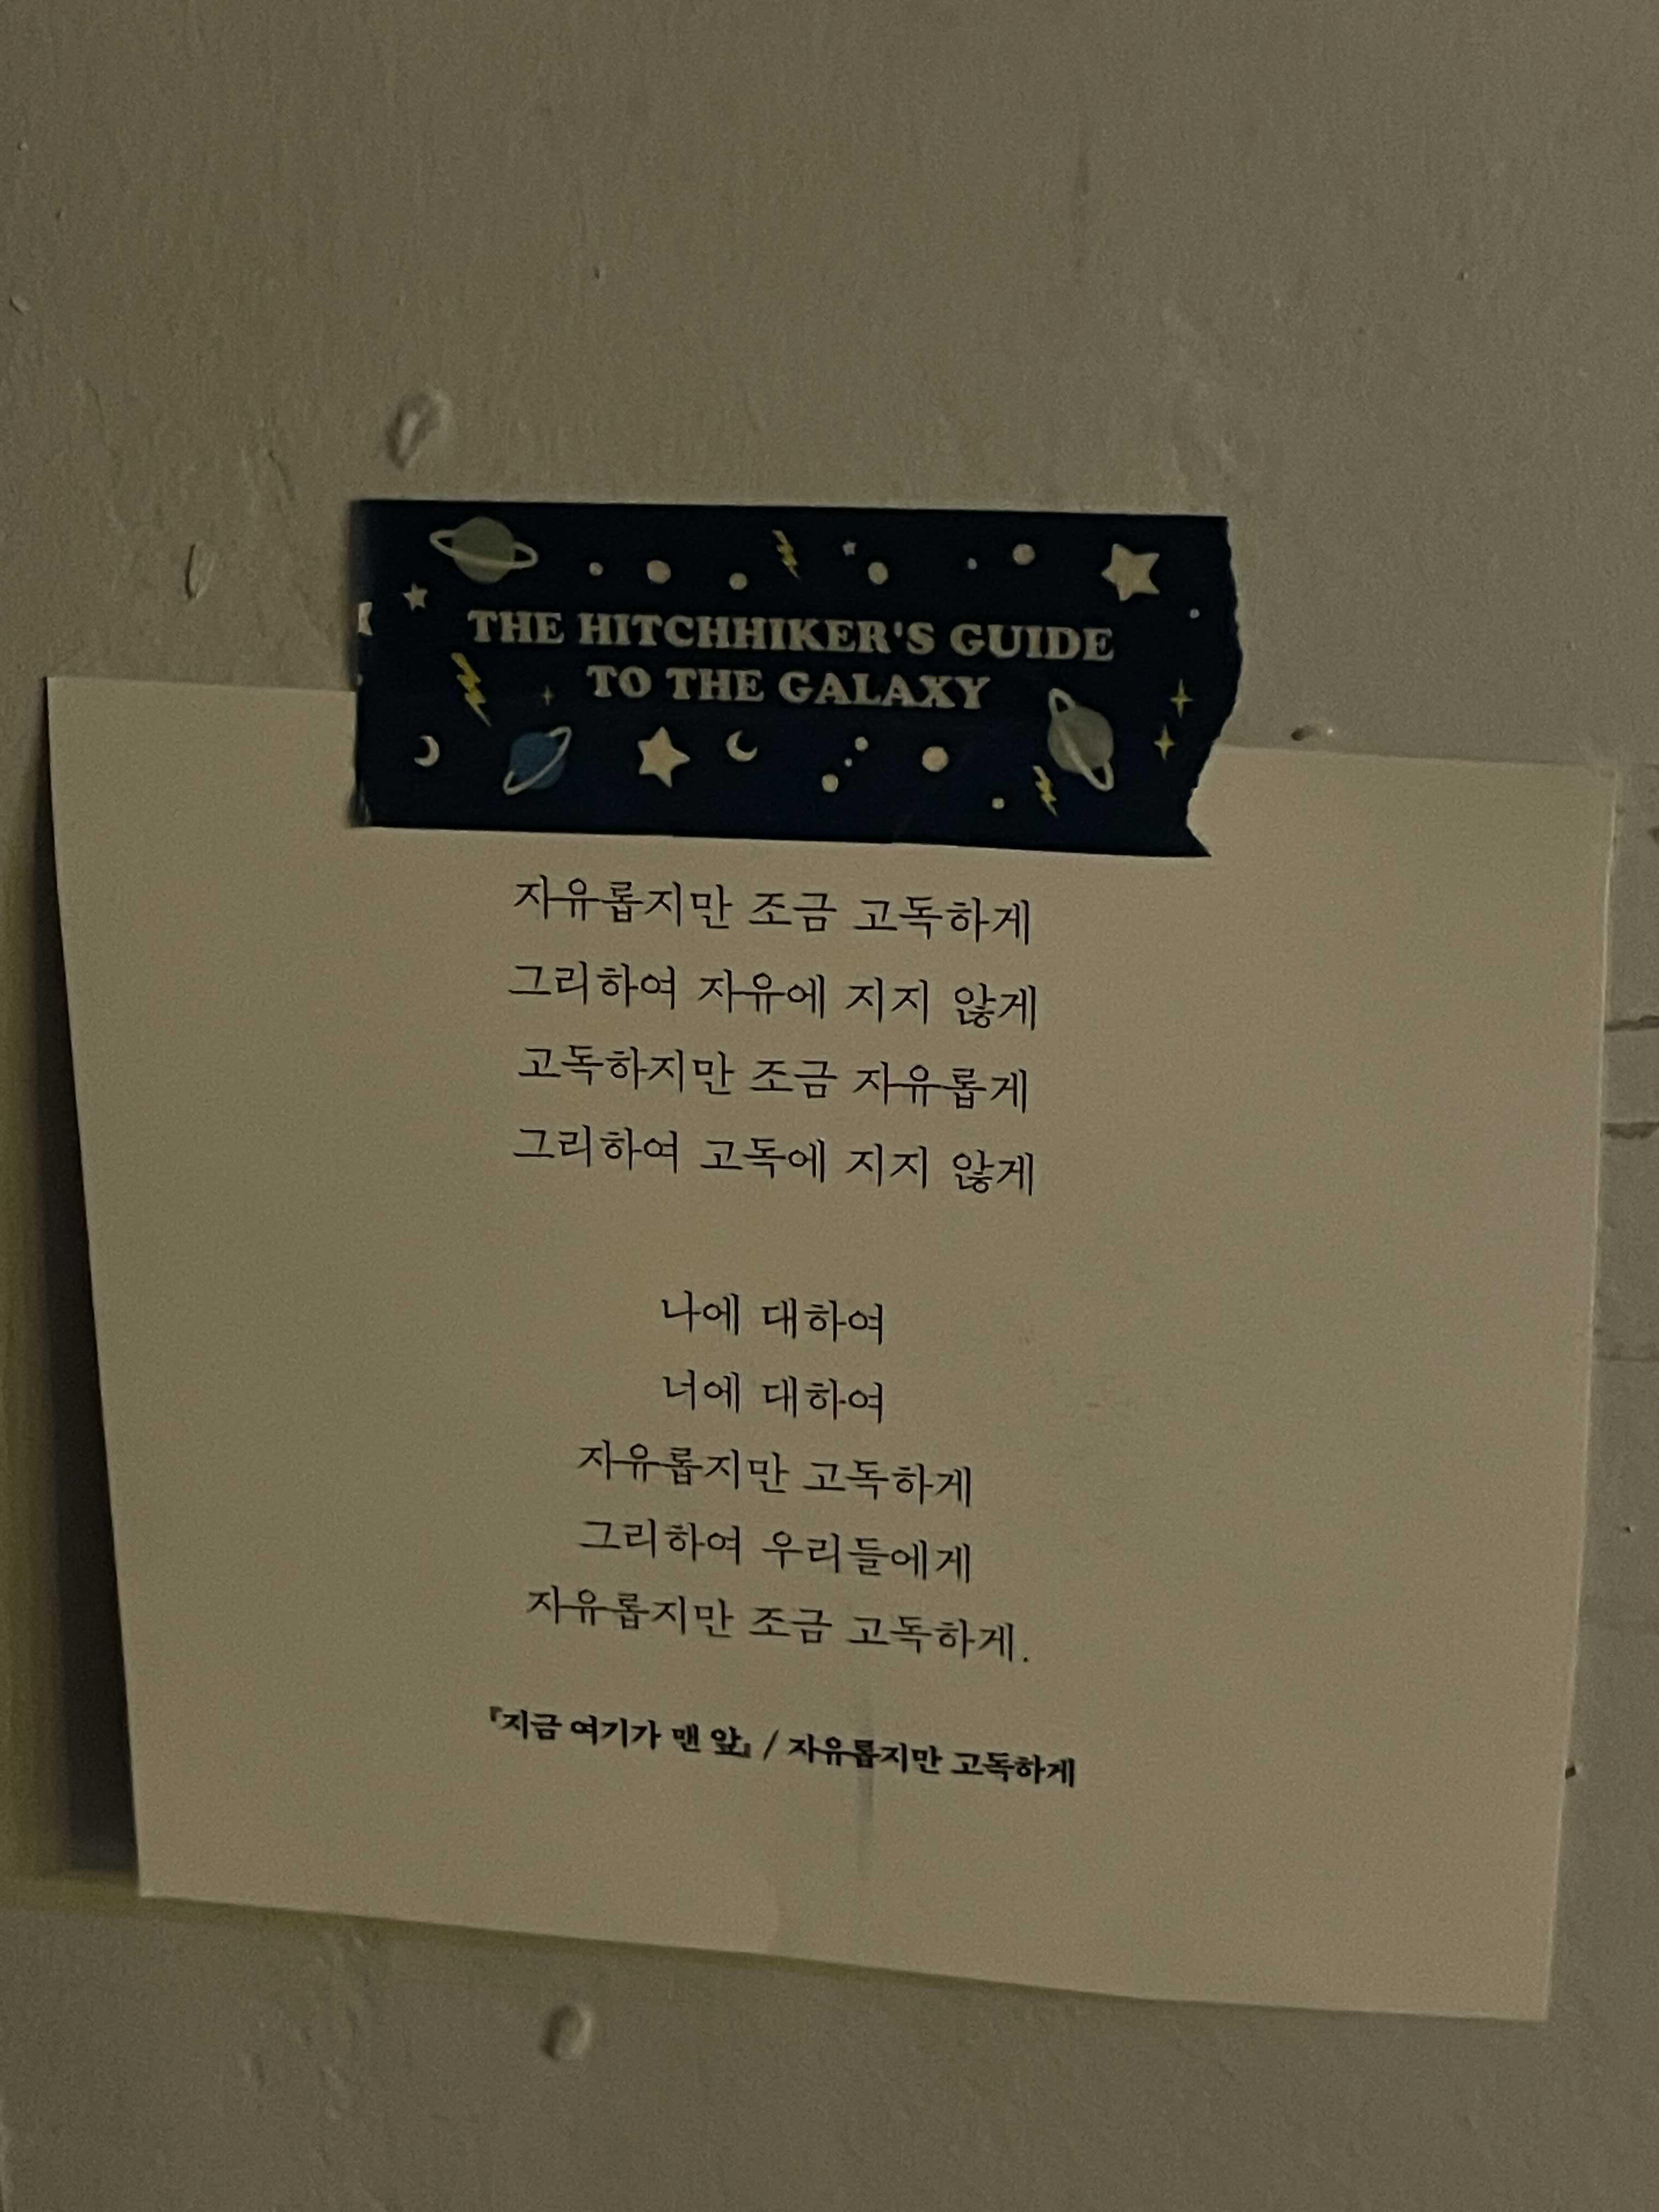 THE HITCHHIKER'S GUIDE
TO THE GALAXY
자유롭지만 조금 고독하게
그리하여 자유에 지지 않게
고독하지만 조금 자유롭게
그리하여 고독에 지지 않게
나에 대하여
너에 대하여
자유롭지만 고독하게
그리하여 우리들에게
자유롭지만 조금 고독하게.
『지금 여기가 맨 앞』 / 자유롭지만 고독하게